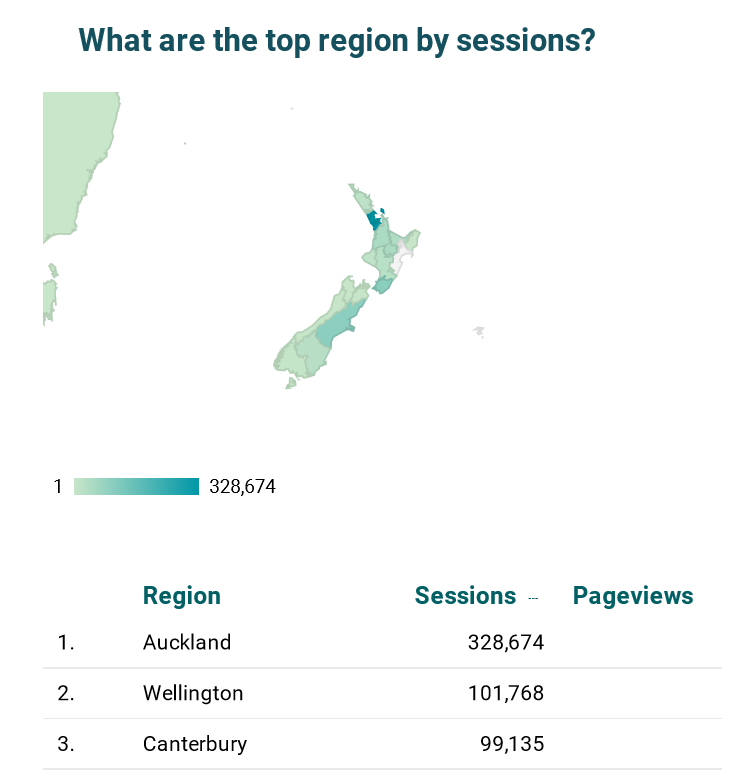 What are the top region by sessions?
1 328,674
Region Sessions Pageviews
1. Auckland 328,674
2. Wellington 101,768
3. Canterbury 99,135